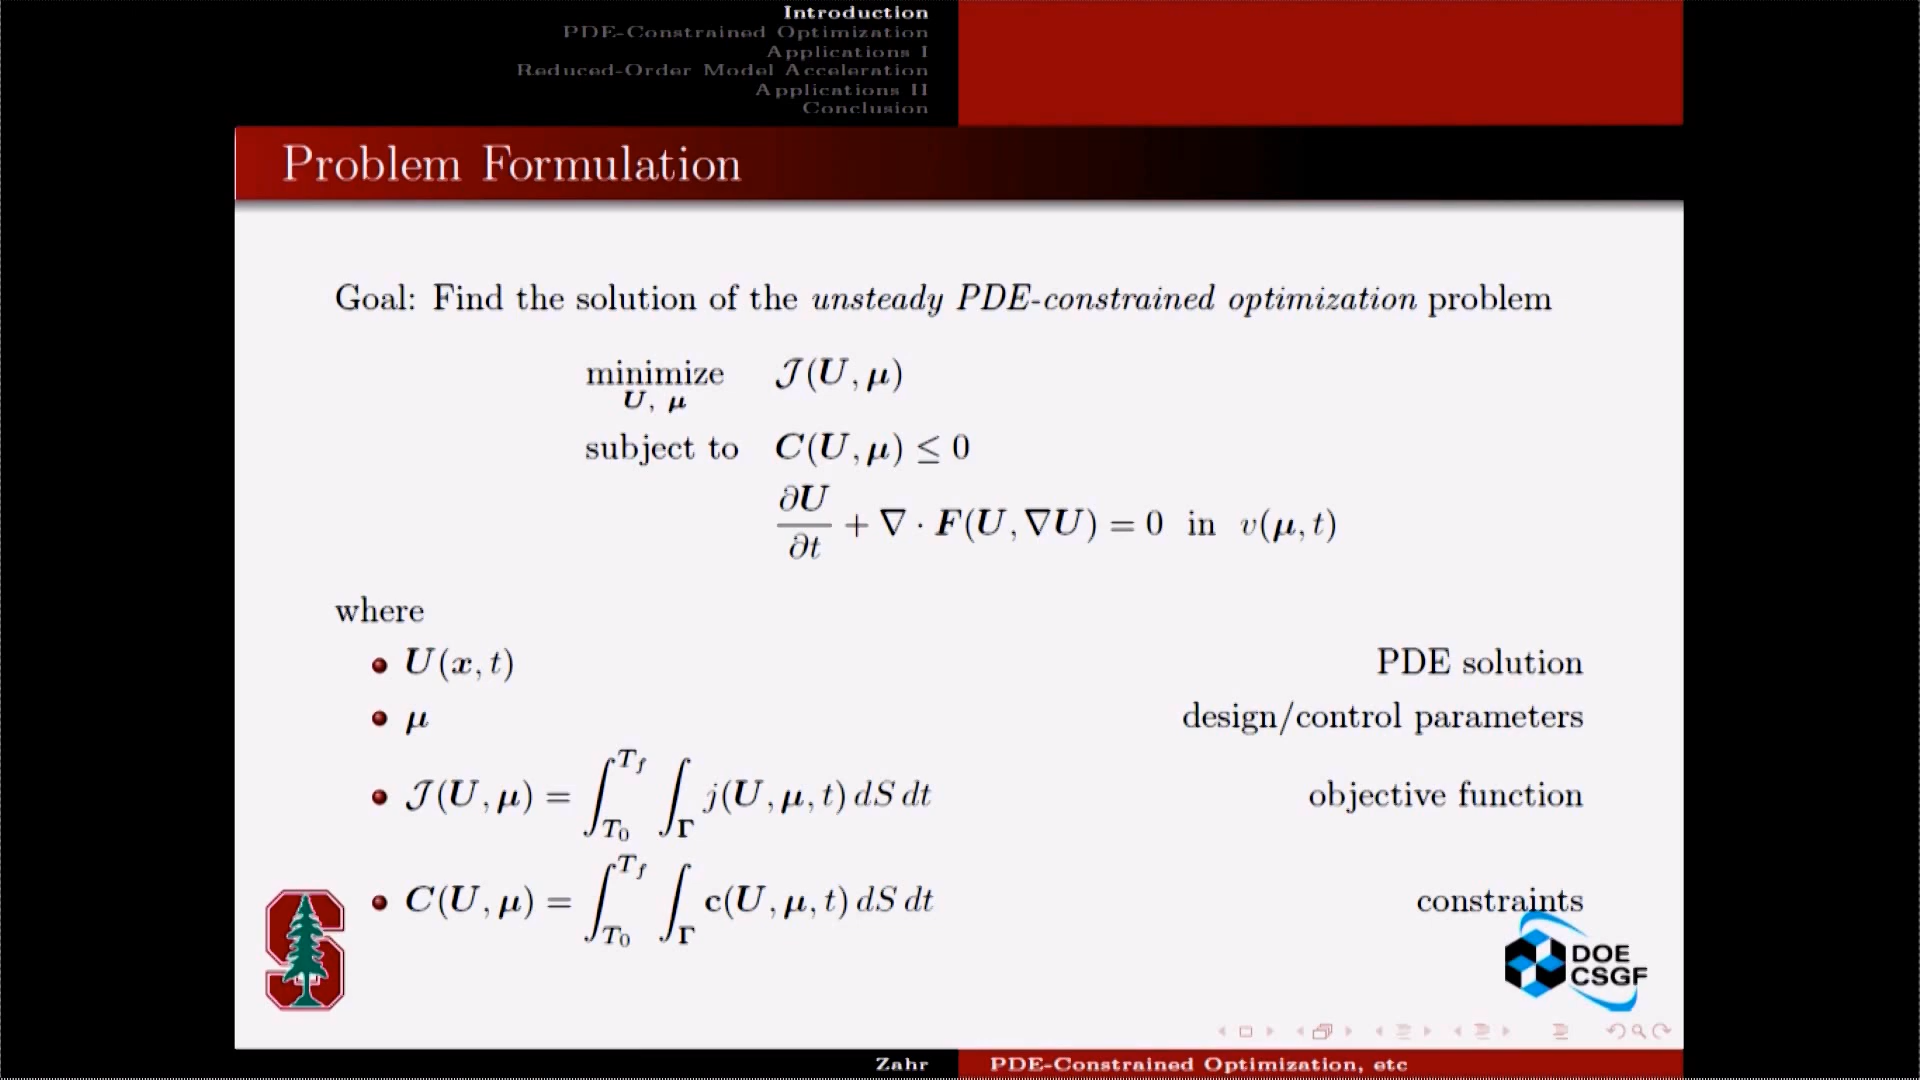 Introduction
PDE-Constrained Optimization
Applications I
Reduced-Order Model Acceleration
Applications II
Conclusion
Problem Formulation
Goal: Find the solution of the unsteady PDE-constrained optimization problem
minimize 𝒥(U, μ)
U, μ
subject to C(U, μ) ≤ 0
∂U/∂t + ∇ · F(U, ∇U) = 0 in v(μ, t)
where
• U(x, t) PDE solution
• μ design/control parameters
• 𝒥(U, μ) = ∫_{T₀}^{T_f} ∫_Γ j(U, μ, t) dS dt objective function
• C(U, μ) = ∫_{T₀}^{T_f} ∫_Γ c(U, μ, t) dS dt constraints
S
DOE
CSGF
Zahr PDE-Constrained Optimization, etc